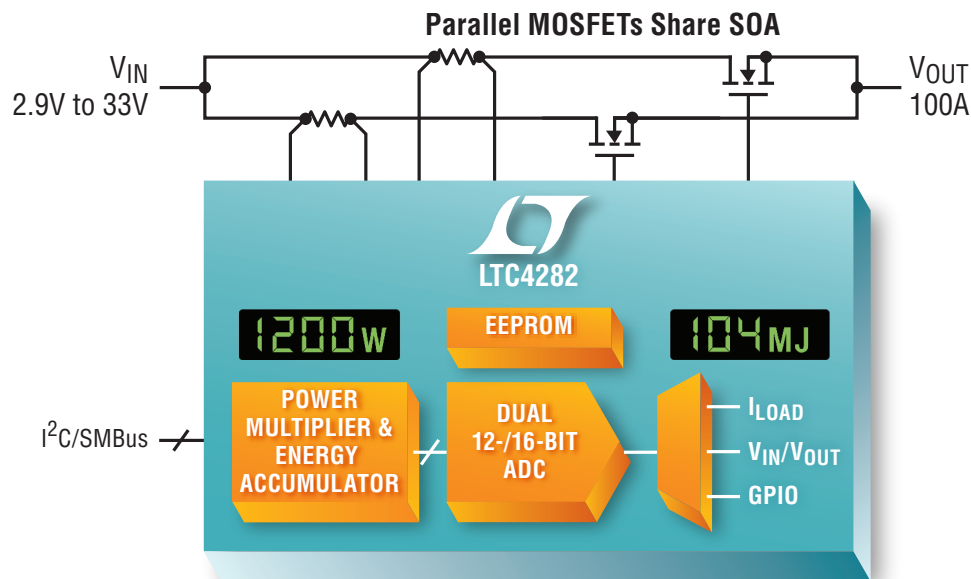 Parallel MOSFETs Share SOA
VIN
2.9V to 33V
VOUT
100A
LTC4282
1200W
EEPROM
104MJ
POWER
MULTIPLIER &
ENERGY
ACCUMULATOR
DUAL
12-/16-BIT
ADC
ILOAD
VIN/VOUT
GPIO
I²C/SMBus